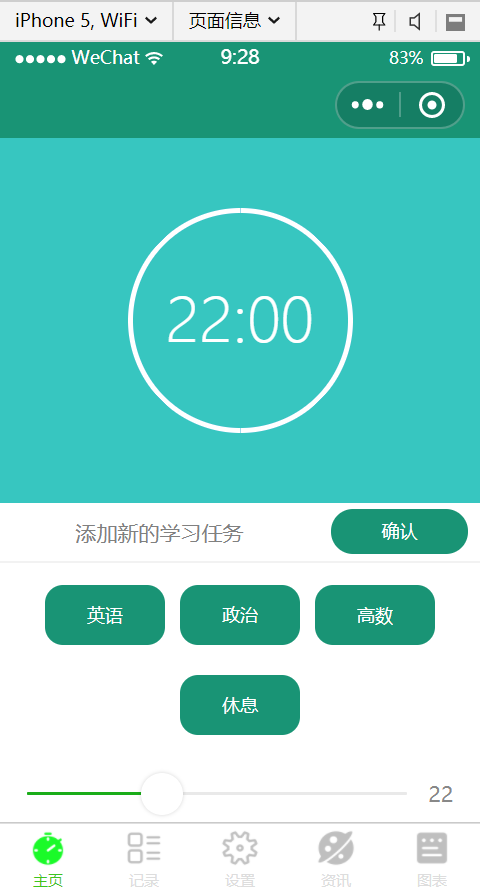 iPhone 5, WiFi 页面信息
WeChat 9:28 83%
22:00
添加新的学习任务 确认
英语 政治 高数
休息
22
主页 记录 设置 资讯 图表